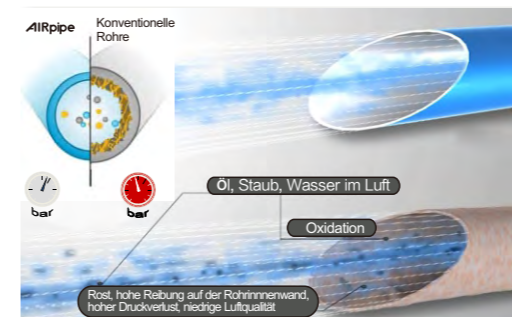 AIRpipe
Konventionelle
Rohre
bar
bar
Öl, Staub, Wasser im Luft
Oxidation
Rost, hohe Reibung auf der Rohrinnnenwand,
hoher Druckverlust, niedrige Luftqualität